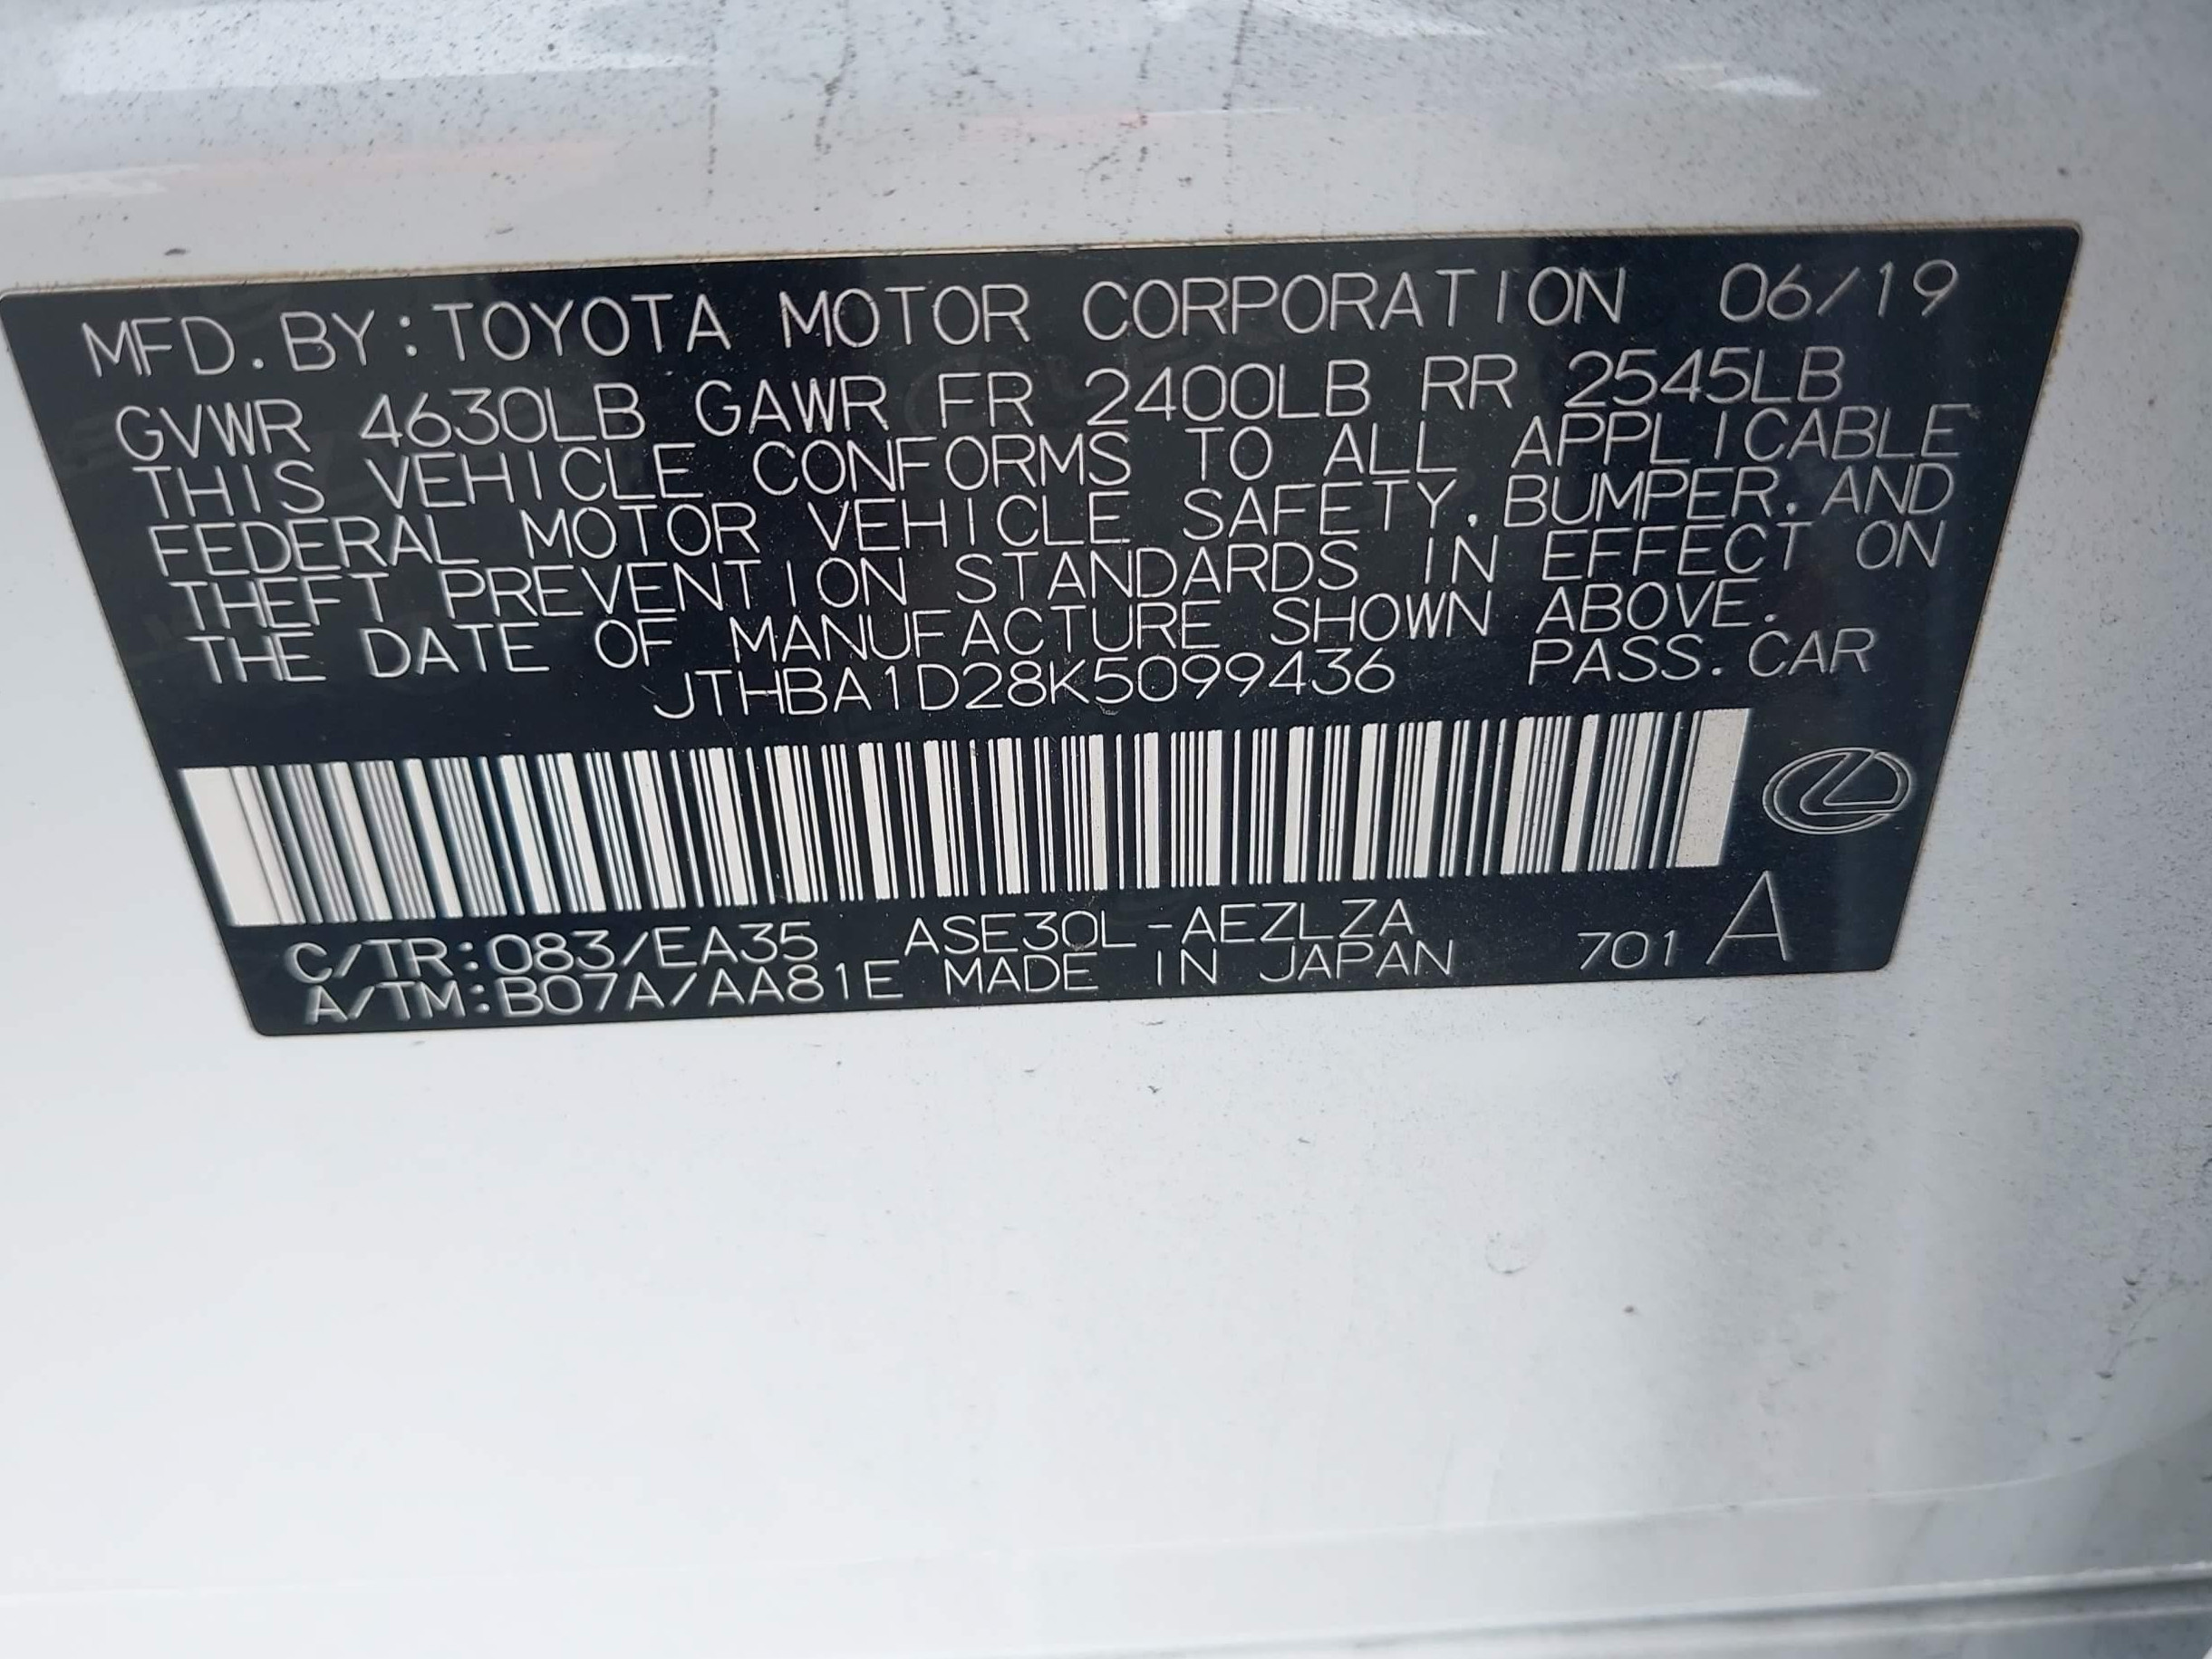 MFD.BY:TOYOTA MOTOR CORPORATION 06/19
GVWR 4630LB GAWR FR 2400LB RR 2545LB
THIS VEHICLE CONFORMS TO ALL APPLICABLE
FEDERAL MOTOR VEHICLE SAFETY, BUMPER, AND
THEFT PREVENTION STANDARDS IN EFFECT ON
THE DATE OF MANUFACTURE SHOWN ABOVE.
JTHBA1D28K5099436 PASS.CAR
C/TR:083/EA35 ASE30L-AEZLZA
A/TM:B07A/AA81E MADE IN JAPAN 701 A